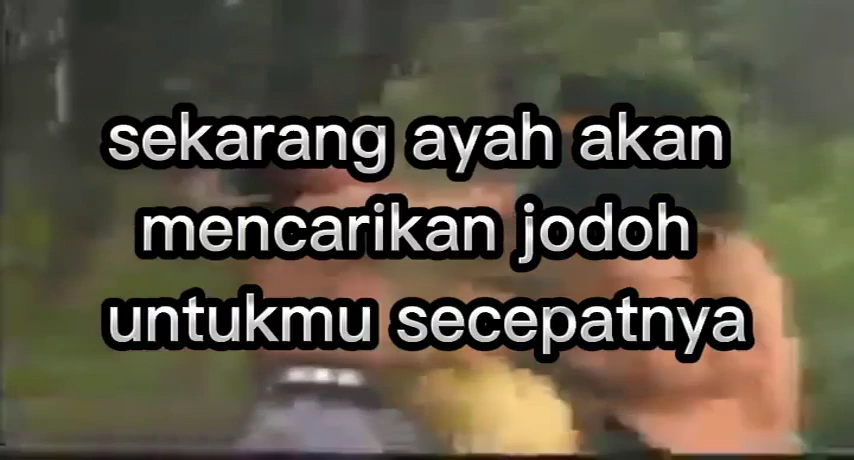 sekarang ayah akan
mencarikan jodoh
untukmu secepatnya